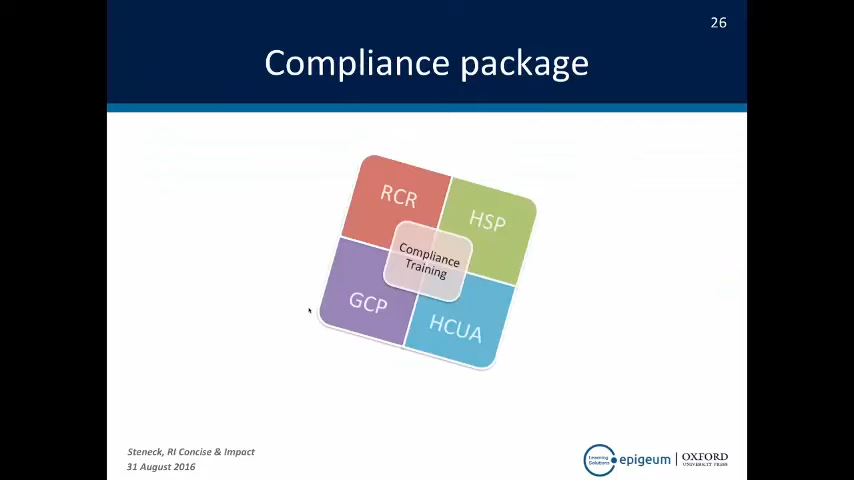 26
Compliance package
RCR
HSP
Compliance
Training
GCP
HCUA
Steneck, RI Concise & Impact
31 August 2016
Learning
Solutions
epigeum
OXFORD
UNIVERSITY PRESS